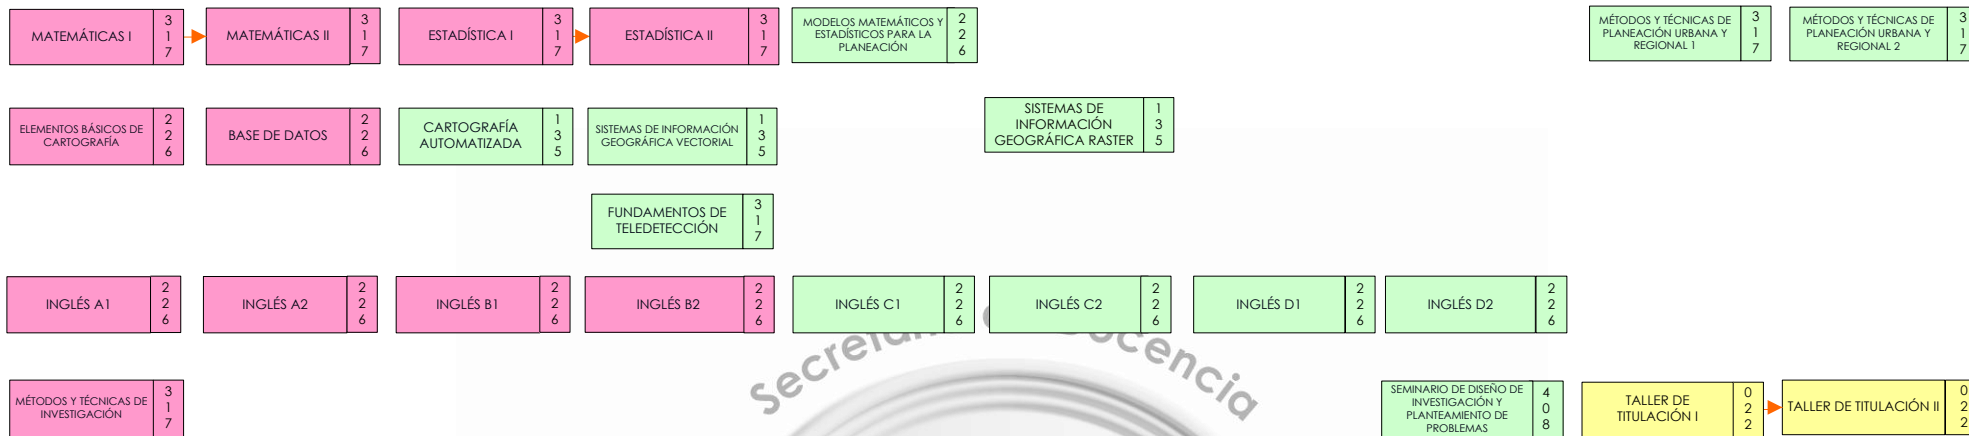 MATEMÁTICAS I
3
1
7
MATEMÁTICAS II
3
1
7
ESTADÍSTICA I
3
1
7
ESTADÍSTICA II
3
1
7
MODELOS MATEMÁTICOS Y
ESTADÍSTICOS PARA LA
PLANEACIÓN
2
2
6
MÉTODOS Y TÉCNICAS DE
PLANEACIÓN URBANA Y
REGIONAL 1
3
1
7
MÉTODOS Y TÉCNICAS DE
PLANEACIÓN URBANA Y
REGIONAL 2
3
1
7
ELEMENTOS BÁSICOS DE
CARTOGRAFÍA
2
2
6
BASE DE DATOS
2
2
6
CARTOGRAFÍA
AUTOMATIZADA
1
3
5
SISTEMAS DE INFORMACIÓN
GEOGRÁFICA VECTORIAL
1
3
5
SISTEMAS DE
INFORMACIÓN
GEOGRÁFICA RASTER
1
3
5
FUNDAMENTOS DE
TELEDETECCIÓN
3
1
7
INGLÉS A1
2
2
6
INGLÉS A2
2
2
6
INGLÉS B1
2
2
6
INGLÉS B2
2
2
6
INGLÉS C1
2
2
6
INGLÉS C2
2
2
6
INGLÉS D1
2
2
6
INGLÉS D2
2
2
6
MÉTODOS Y TÉCNICAS DE
INVESTIGACIÓN
3
1
7
SEMINARIO DE DISEÑO DE
INVESTIGACIÓN Y
PLANTEAMIENTO DE
PROBLEMAS
4
0
8
TALLER DE
TITULACIÓN I
0
2
2
TALLER DE TITULACIÓN II
0
2
2